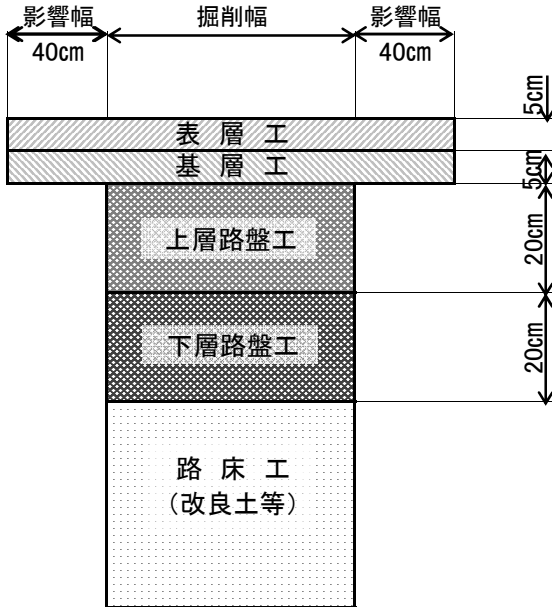 影響幅
掘削幅
影響幅
40㎝
40㎝
5㎝
表 層 工
基 層 工
5㎝
上層路盤工
20㎝
下層路盤工
20㎝
路 床 工
(改良土等)